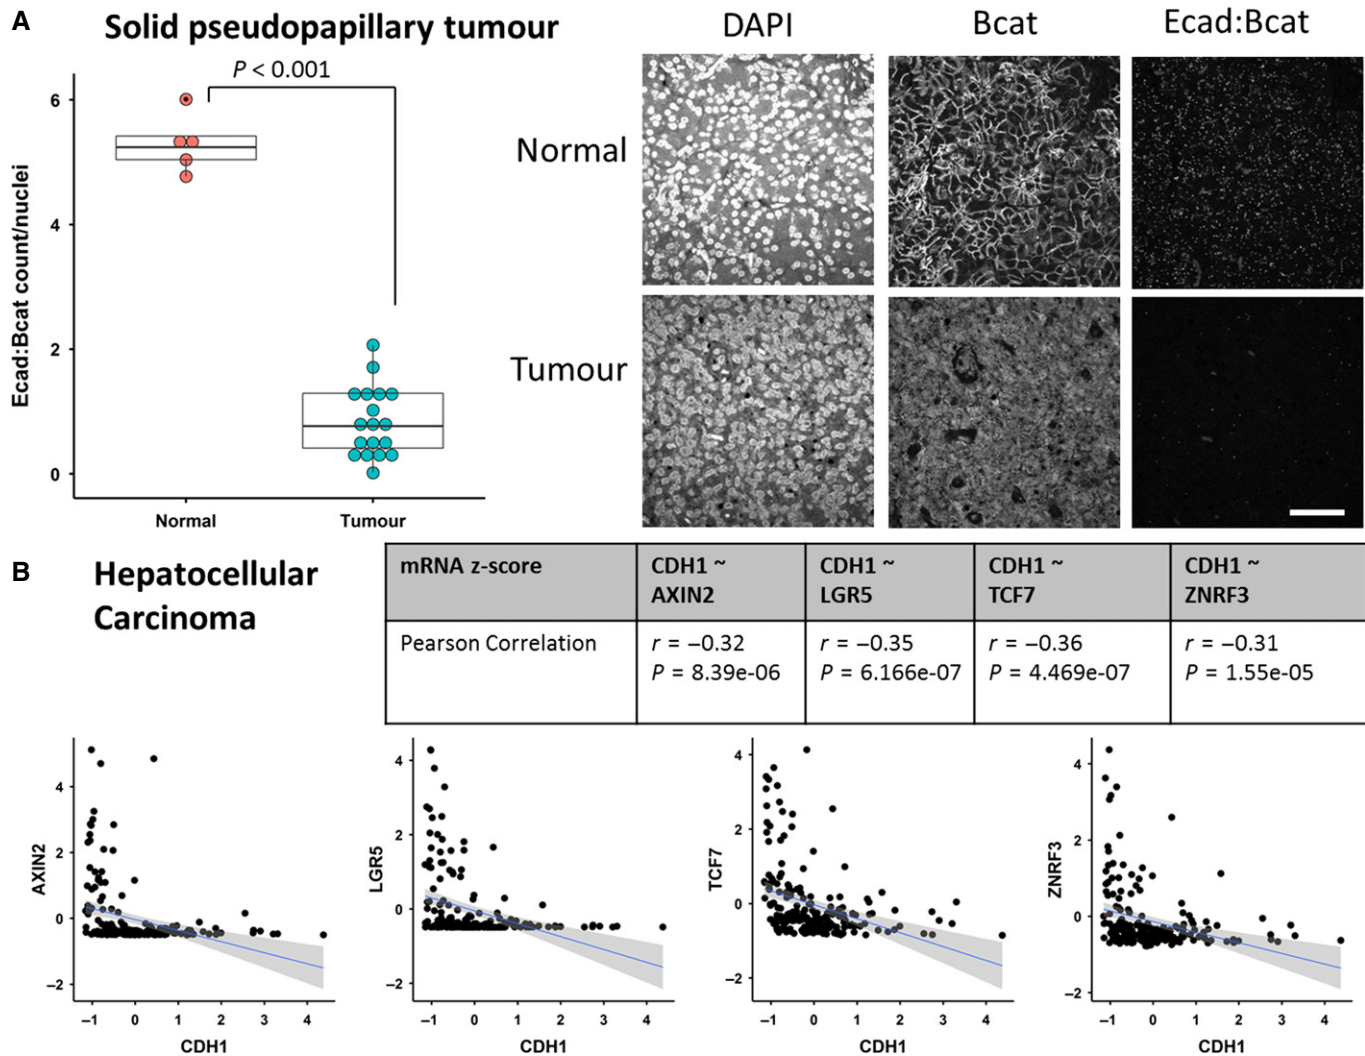 A
Solid pseudopapillary tumour
DAPI
Bcat
Ecad:Bcat
P < 0.001
Ecad:Bcat count/nuclei
6
4
2
0
Normal
Tumour
Normal
Tumour
B
Hepatocellular
Carcinoma
mRNA z-score
CDH1 ~
AXIN2
CDH1 ~
LGR5
CDH1 ~
TCF7
CDH1 ~
ZNRF3
Pearson Correlation
r = –0.32
P = 8.39e-06
r = –0.35
P = 6.166e-07
r = –0.36
P = 4.469e-07
r = –0.31
P = 1.55e-05
AXIN2
4
2
0
–2
–1 0 1 2 3 4
CDH1
LGR5
4
2
0
–2
–1 0 1 2 3 4
CDH1
TCF7
4
2
0
–2
–1 0 1 2 3 4
CDH1
ZNRF3
4
2
0
–2
–1 0 1 2 3 4
CDH1